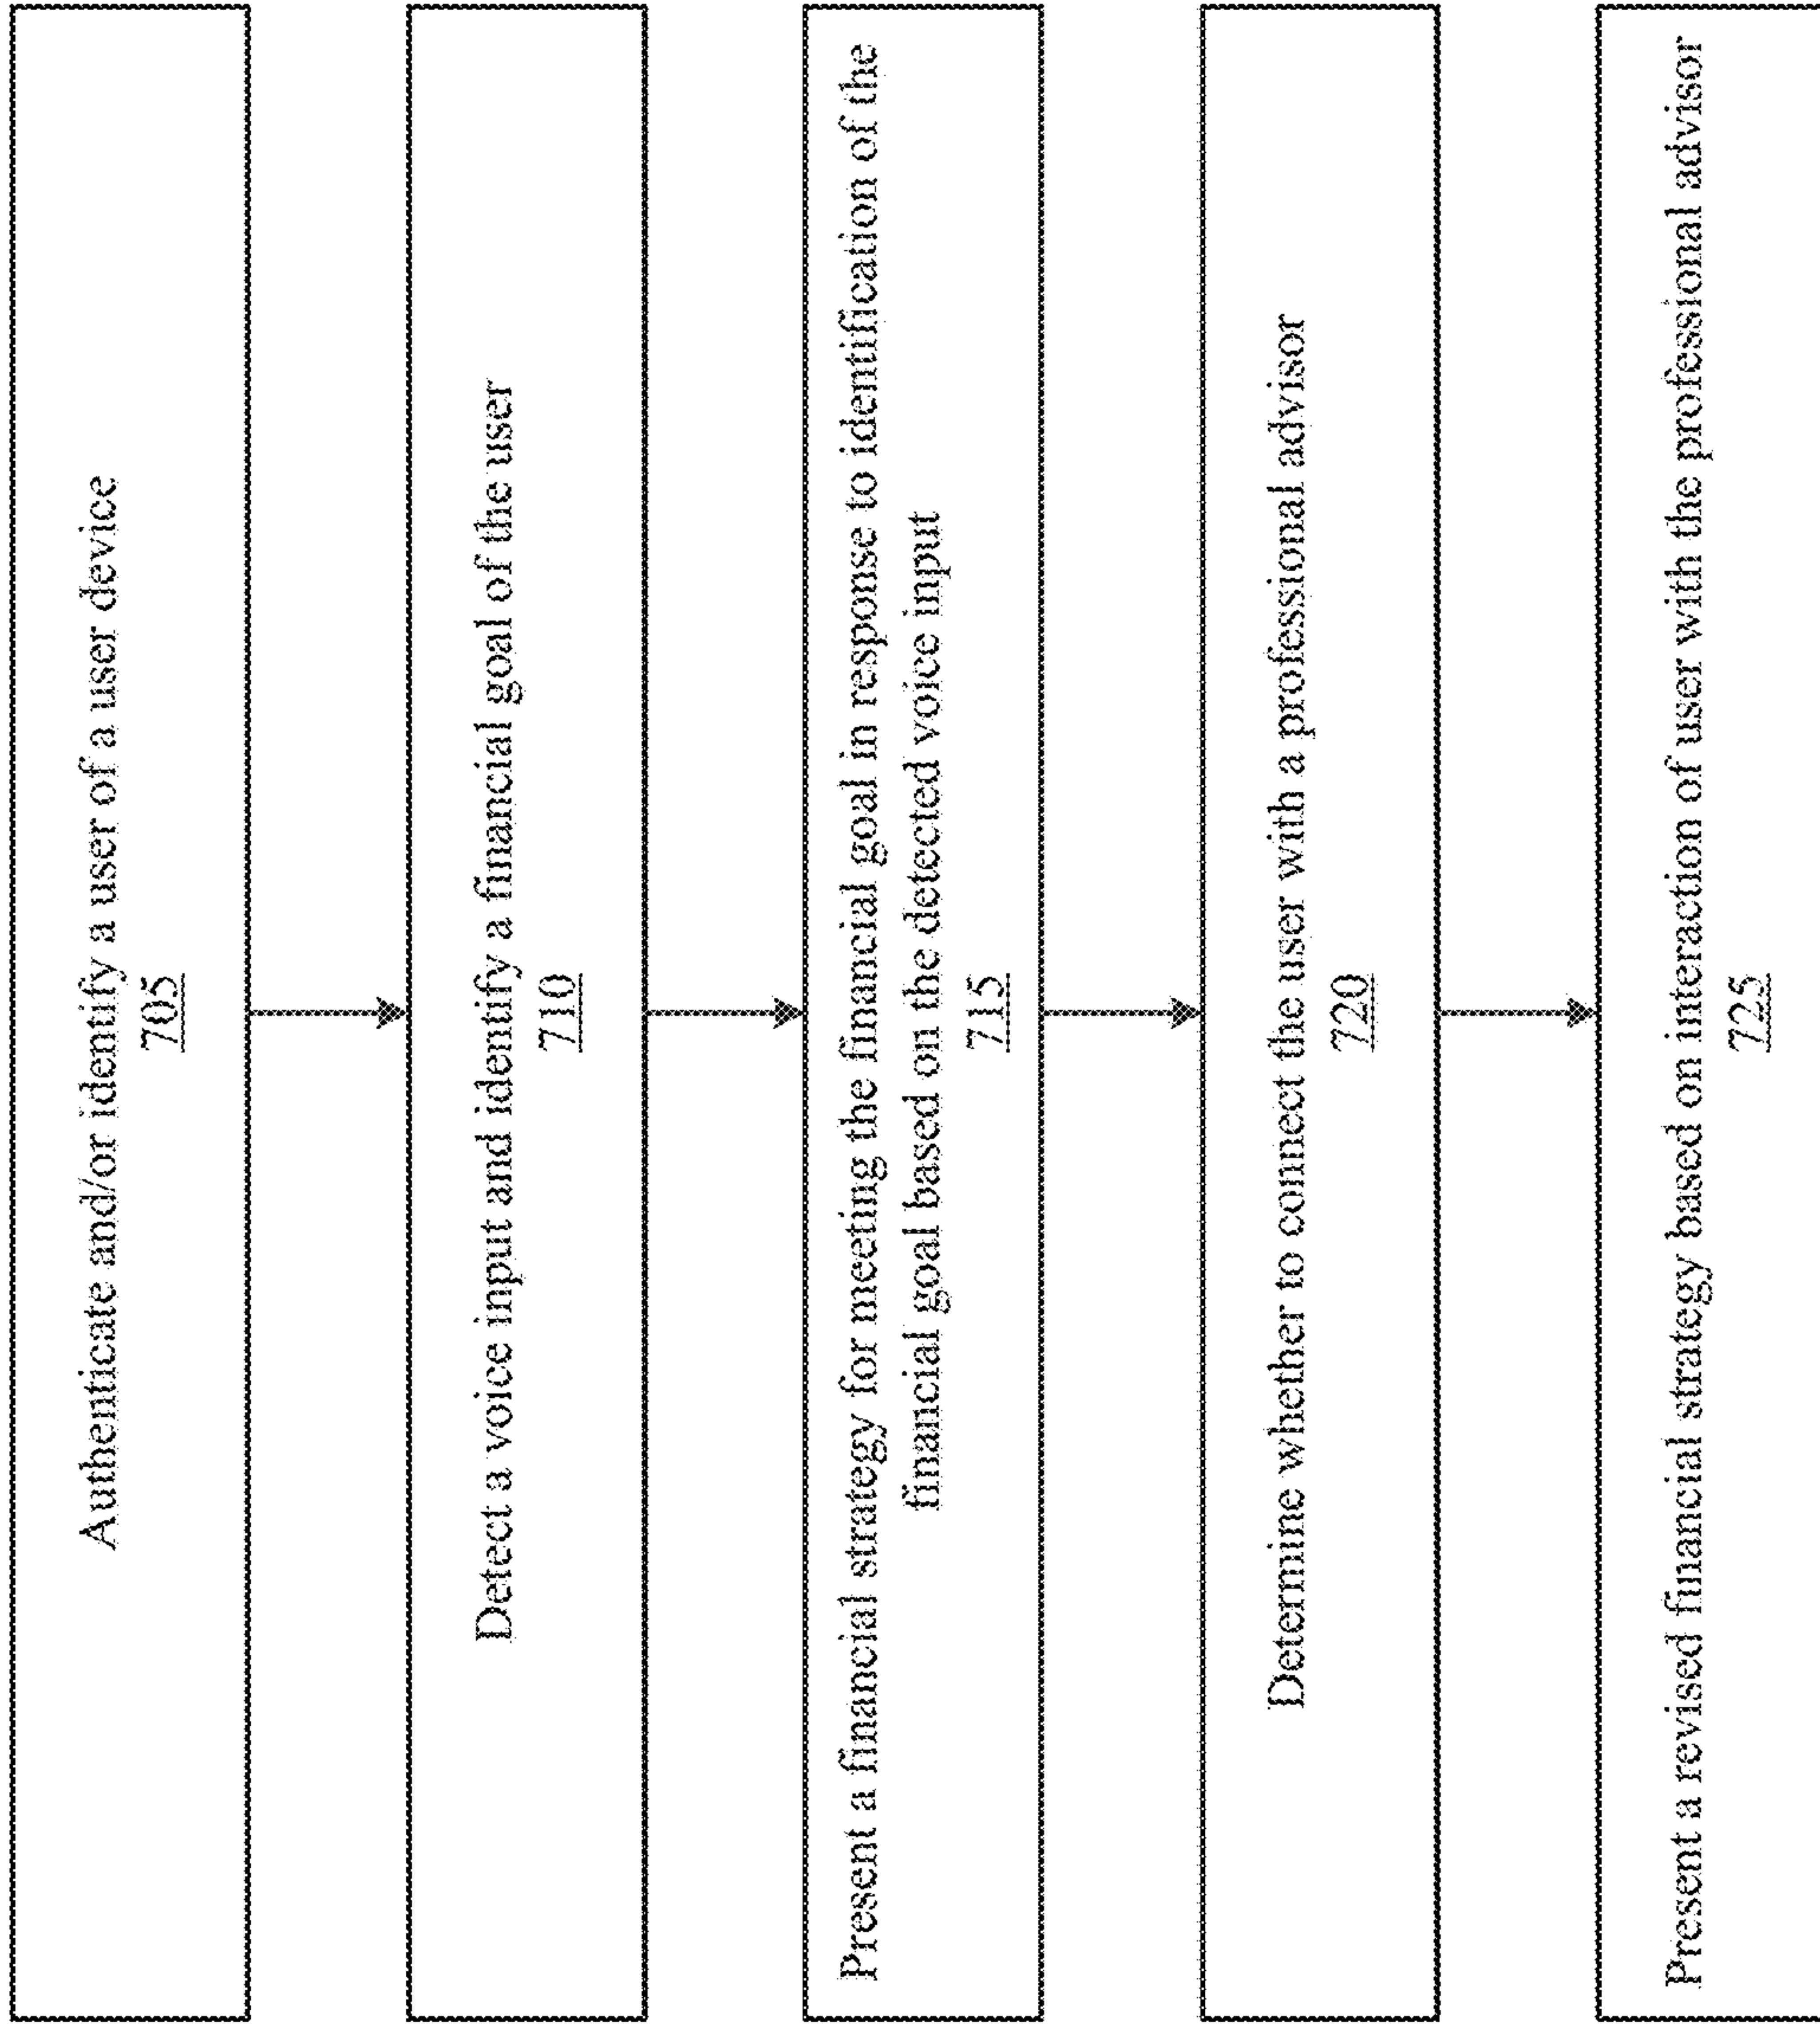 Authenticate and/or identify a user of a user device
705
Detect a voice input and identify a financial goal of the user
710
Present a financial strategy for meeting the financial goal in response to identification of the
financial goal based on the detected voice input
715
Determine whether to connect the user with a professional advisor
720
Present a revised financial strategy based on interaction of user with the professional advisor
725